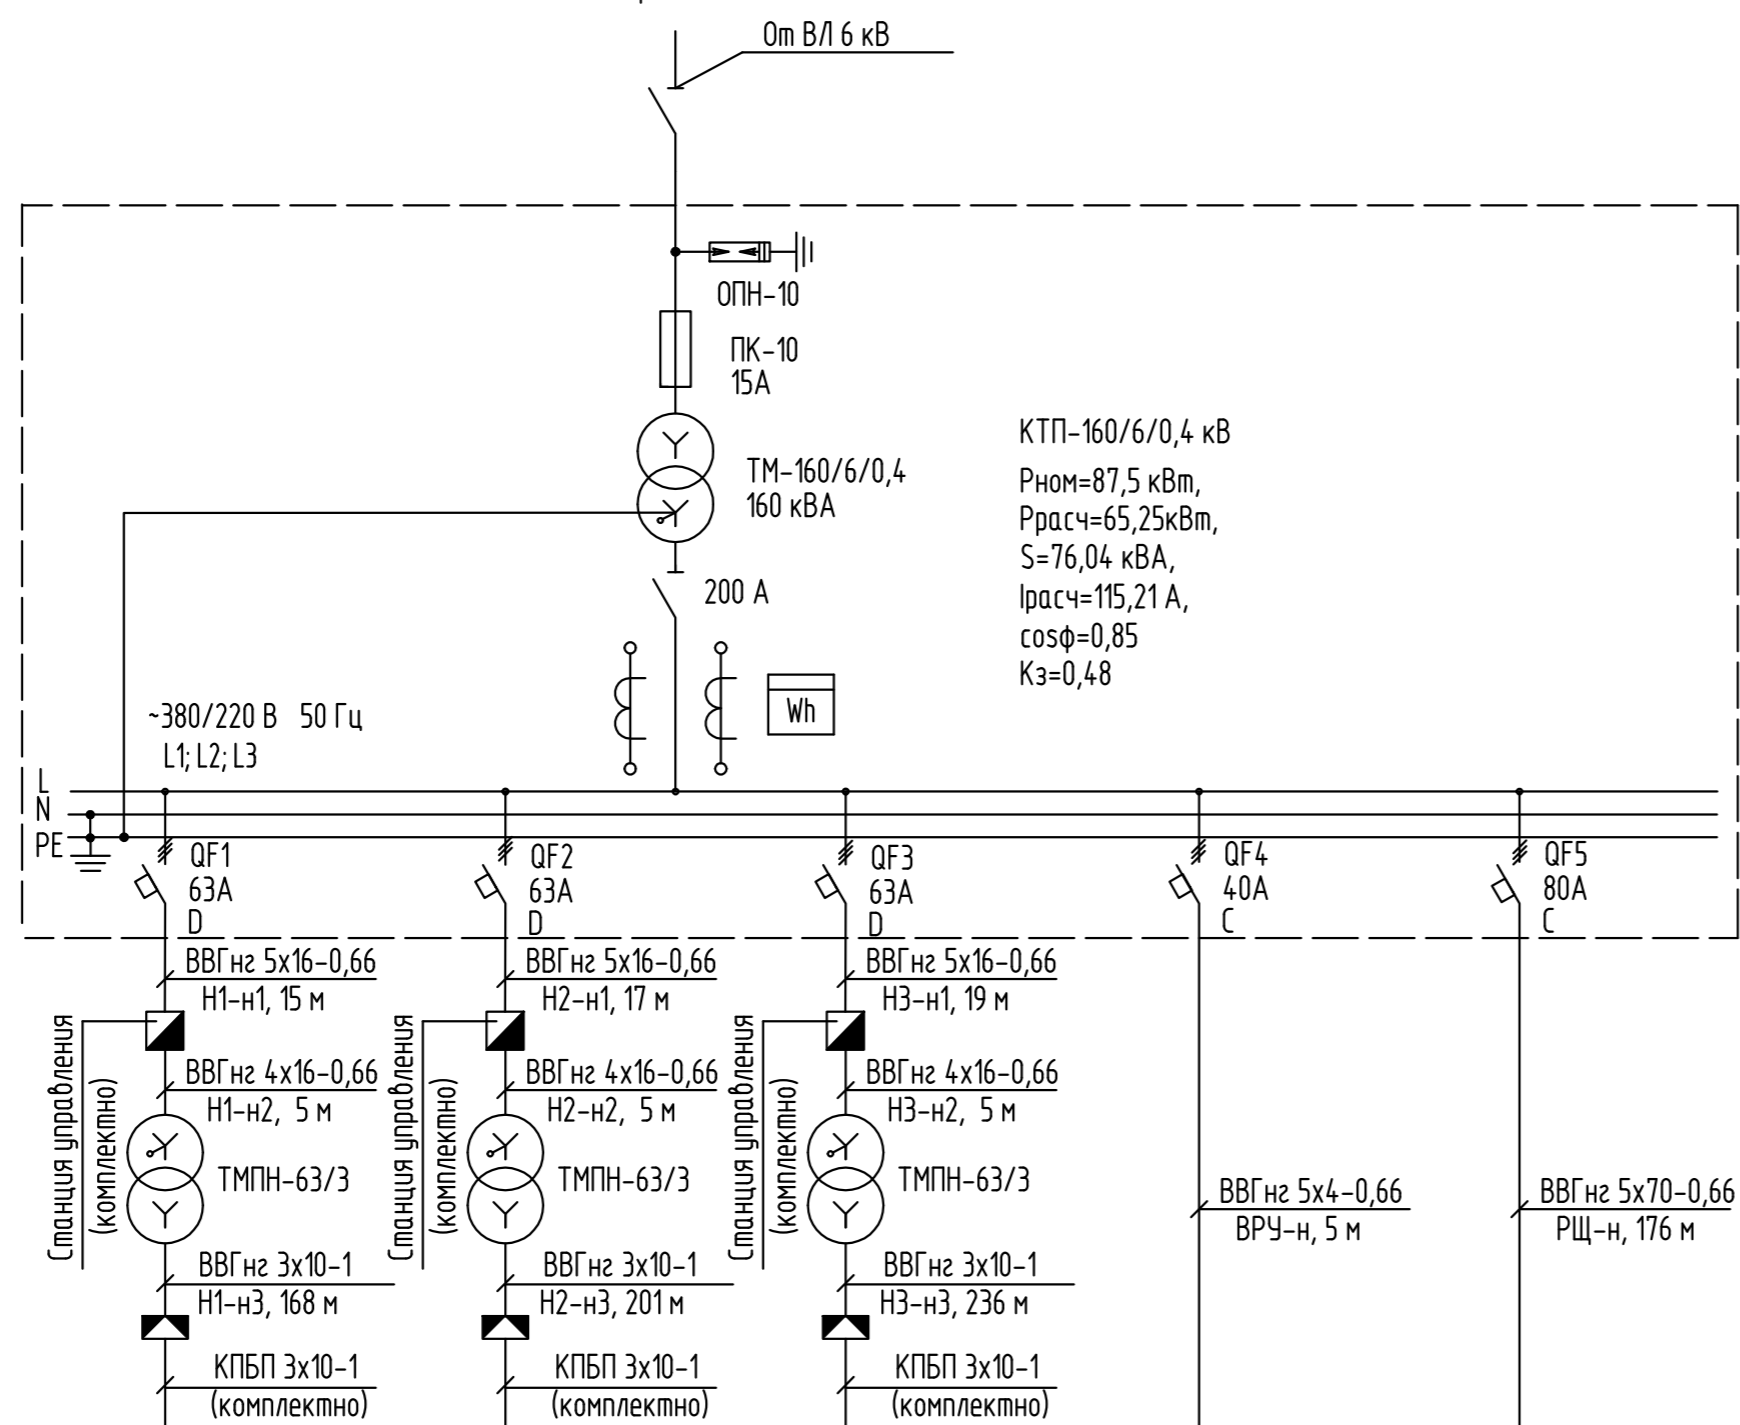 От ВЛ 6 кВ
ОПН-10
ПК-10
15А
ТМ-160/6/0,4
160 кВА
КТП-160/6/0,4 кВ
Рном=87,5 кВт,
Ррасч=65,25кВт,
S=76,04 кВА,
Iрасч=115,21 А,
cosф=0,85
Кз=0,48
200 А
Wh
~380/220 В 50 Гц
L1; L2; L3
L
N
PE
QF1
63А
D
QF2
63А
D
QF3
63А
D
QF4
40А
C
QF5
80А
C
ВВГнг 5х16-0,66
Н1-н1, 15 м
ВВГнг 5х16-0,66
Н2-н1, 17 м
ВВГнг 5х16-0,66
Н3-н1, 19 м
Станция управления
(комплектно)
Станция управления
(комплектно)
Станция управления
(комплектно)
ВВГнг 4х16-0,66
Н1-н2, 5 м
ВВГнг 4х16-0,66
Н2-н2, 5 м
ВВГнг 4х16-0,66
Н3-н2, 5 м
ТМПН-63/3
ТМПН-63/3
ТМПН-63/3
ВВГнг 5х4-0,66
ВРУ-н, 5 м
ВВГнг 5х70-0,66
РЩ-н, 176 м
ВВГнг 3х10-1
Н1-н3, 168 м
ВВГнг 3х10-1
Н2-н3, 201 м
ВВГнг 3х10-1
Н3-н3, 236 м
КПБП 3х10-1
(комплектно)
КПБП 3х10-1
(комплектно)
КПБП 3х10-1
(комплектно)